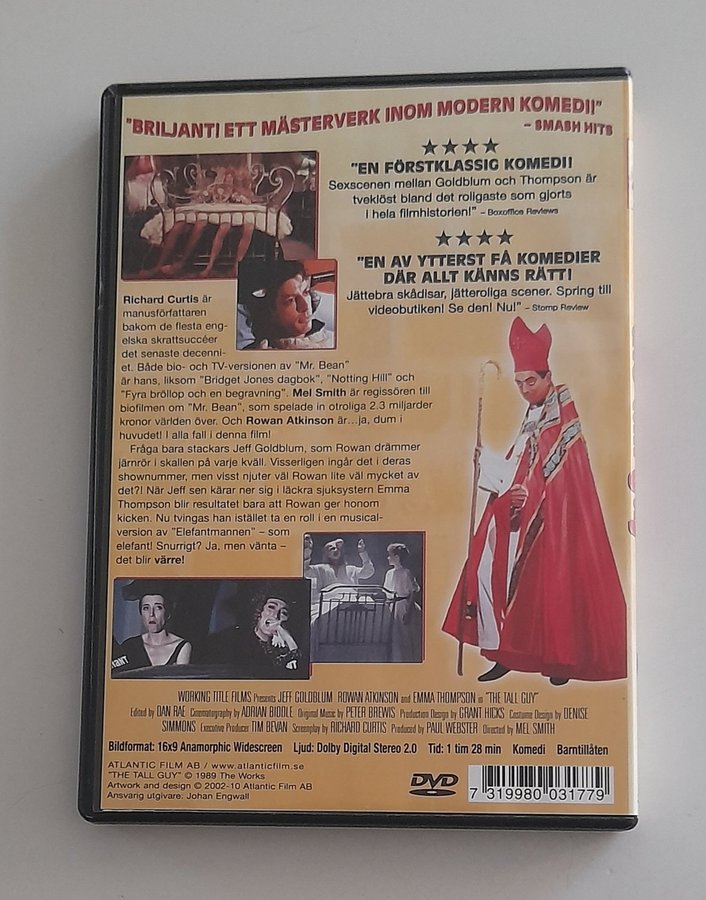 "BRILJANT! ETT MÄSTERVERK INOM MODERN KOMEDI!"
– SMASH HITS
★★★★
"EN FÖRSTKLASSIG KOMEDI!
Sexscenen mellan Goldblum och Thompson är
tveklöst bland det rollgaste som gjorts
i hela filmhistorien!" – Boxoffice Reviews
★★★★
"EN AV YTTERST FÅ KOMEDIER
DÄR ALLT KÄNNS RÄTT!
Jättebra skådisar, jätteroliga scener. Spring till
videobutiken! Se den! Nu!" – Stomp Review
Richard Curtis är
manusförfattaren
bakom de flesta eng-
elska skrattsuccéer
det senaste decenni-
et. Både bio- och TV-versionen av "Mr. Bean"
är hans, liksom "Bridget Jones dagbok", "Notting Hill" och
"Fyra bröllop och en begravning". Mel Smith är regissören till
biofilmen om "Mr. Bean", som spelade in otroliga 2.3 miljarder
kronor världen över. Och Rowan Atkinson är...ja, dum i
huvudet! I alla fall i denna film!
Fråga bara stackars Jeff Goldblum, som Rowan drämmer
järnrör i skallen på varje kväll. Visserligen ingår det i deras
shownummer, men visst njuter väl Rowan lite väl mycket av
det?! När Jeff sen kärar ner sig i läckra sjuksystern Emma
Thompson blir resultatet bara att Rowan ger honom
kicken. Nu tvingas han istället ta en roll i en musical-
version av "Elefantmannen" – som
elefant! Snurrigt? Ja, men vänta –
det blir värre!
WORKING TITLE FILMS Presents JEFF GOLDBLUM ROWAN ATKINSON and EMMA THOMPSON in "THE TALL GUY"
Edited by DAN RAE Cinematography by ADRIAN BIDDLE Original Music by PETER BREWIS Production Design by GRANT HICKS Costume Design by DENISE
SIMMONS Executive Producer TIM BEVAN Screenplay by RICHARD CURTIS Produced by PAUL WEBSTER Directed by MEL SMITH
Bildformat: 16x9 Anamorphic Widescreen Ljud: Dolby Digital Stereo 2.0 Tid: 1 tim 28 min Komedi Barntillåten
ATLANTIC FILM AB / www.atlanticfilm.se
"THE TALL GUY" © 1989 The Works
Artwork and design © 2002-10 Atlantic Film AB
Ansvarig utgivare: Johan Engwall
DVD
7 319980 031779